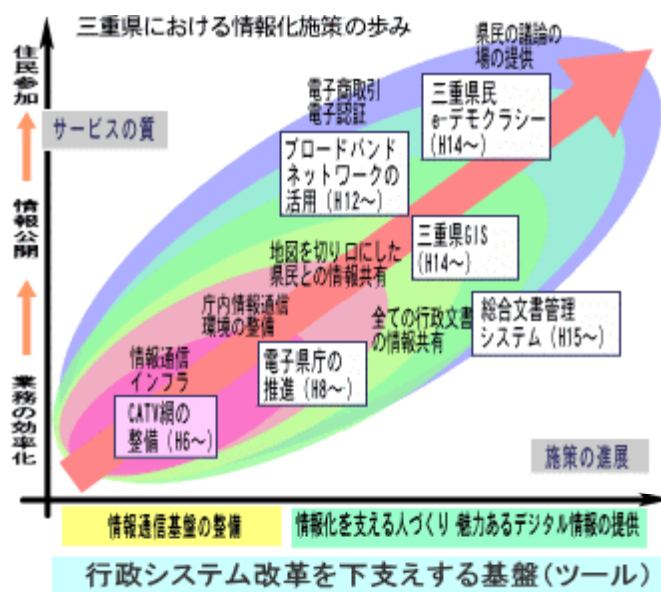 三重県における情報化施策の歩み
住民参加
情報公開
業務の効率化
サービスの質
県民の議論の
場の提供
三重県民
e-デモクラシー
(H14～)
電子商取引
電子認証
ブロードバンド
ネットワークの
活用(H12～)
三重県GIS
(H14～)
地図を切り口にした
県民との情報共有
総合文書管理
システム(H15～)
全ての行政文書
の情報共有
庁内情報通信
環境の整備
電子県庁の
推進(H8～)
情報通信
インフラ
CATV網の
整備(H6～)
施策の進展
情報通信基盤の整備
情報化を支える人づくり 魅力あるデジタル情報の提供
行政システム改革を下支えする基盤(ツール)